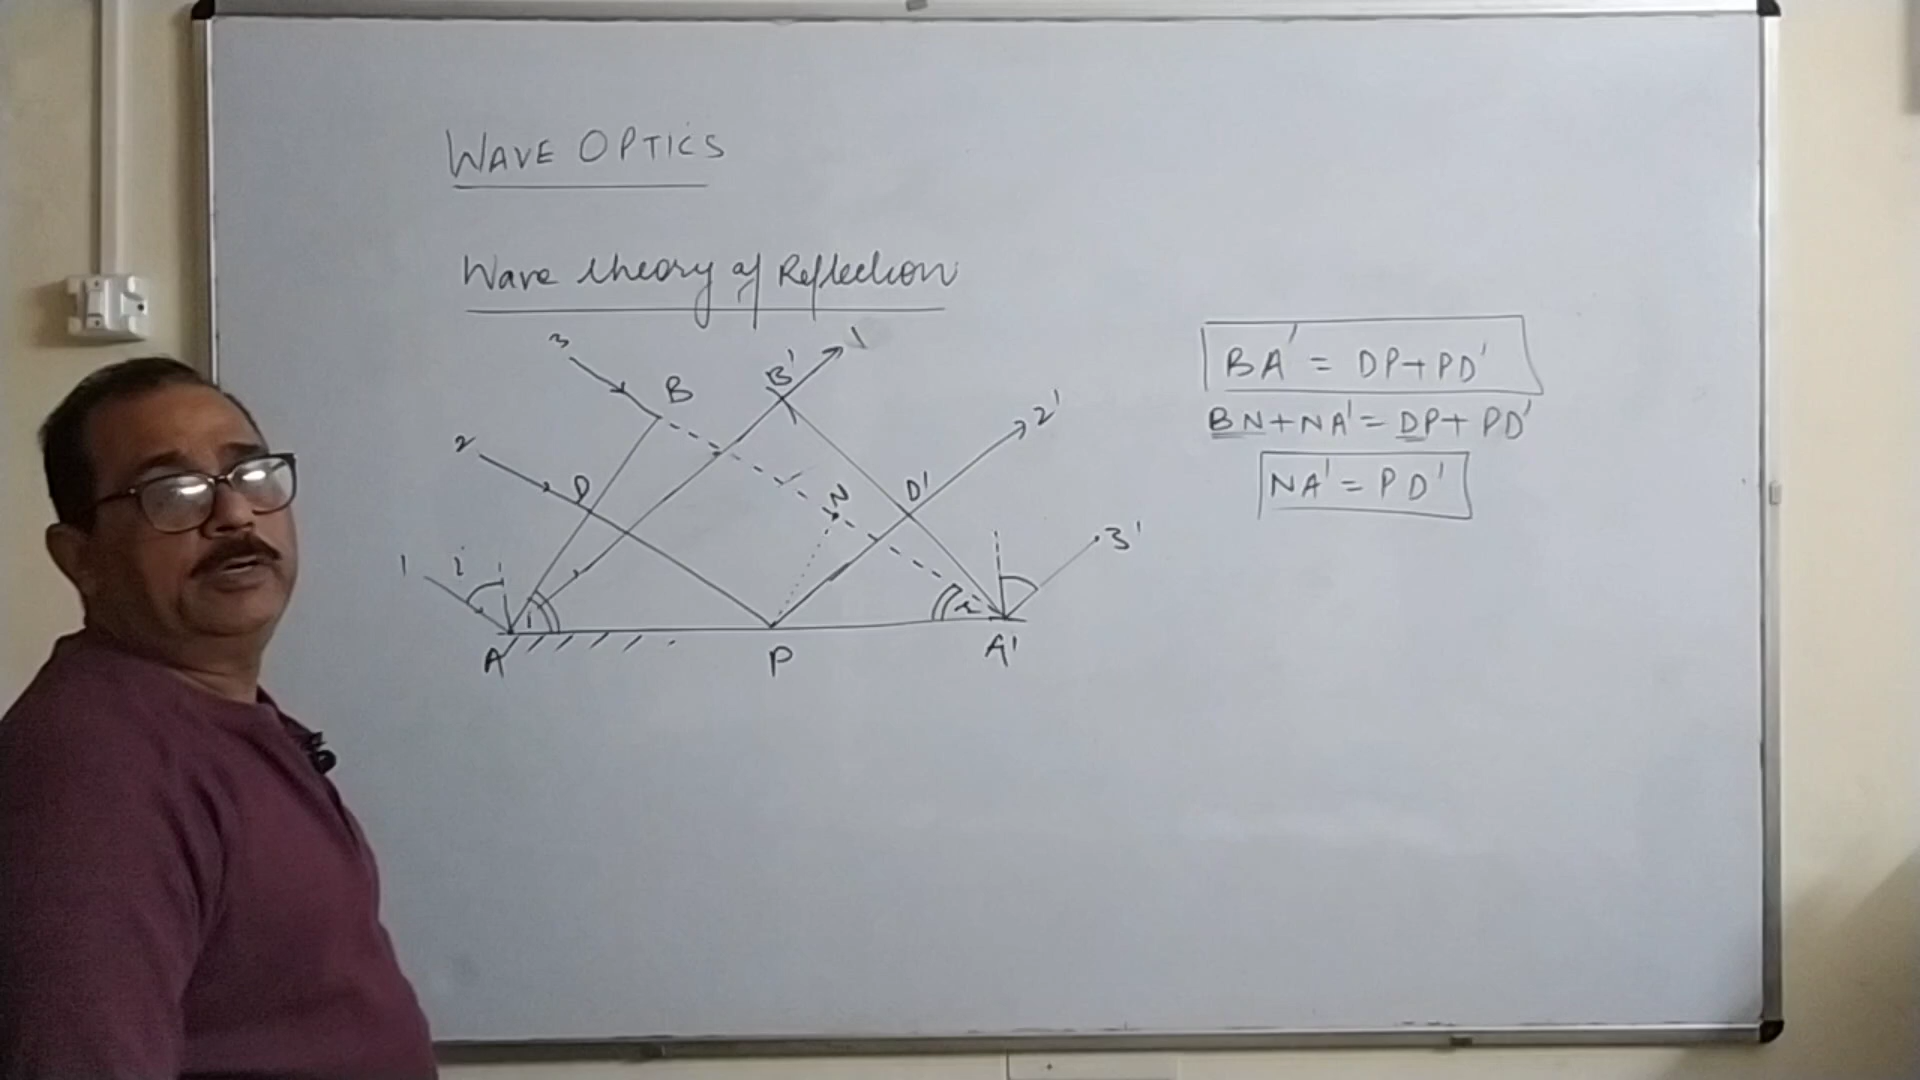 WAVE OPTICS
Wave theory of Reflection
3
B
B'
1
2
D
N
D'
2'
1
i
i
r
3'
A
P
A'
BA' = DP+PD'
BN+NA' = DP+ PD'
NA' = PD'